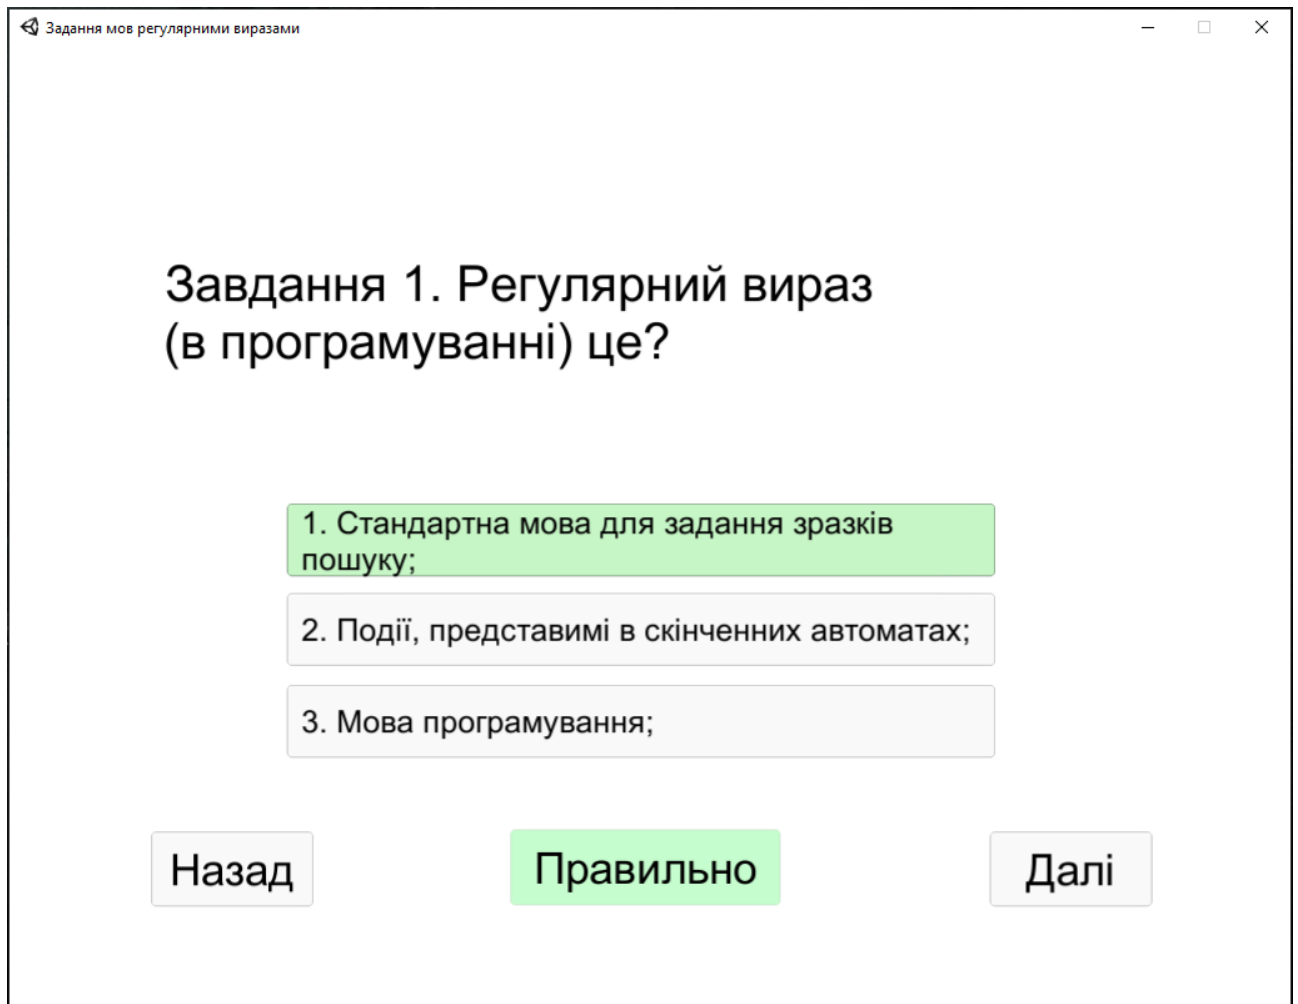 Задання мов регулярними виразами
Завдання 1. Регулярний вираз
(в програмуванні) це?
1. Стандартна мова для задання зразків
пошуку;
2. Події, представимі в скінченних автоматах;
3. Мова програмування;
Назад
Правильно
Далі